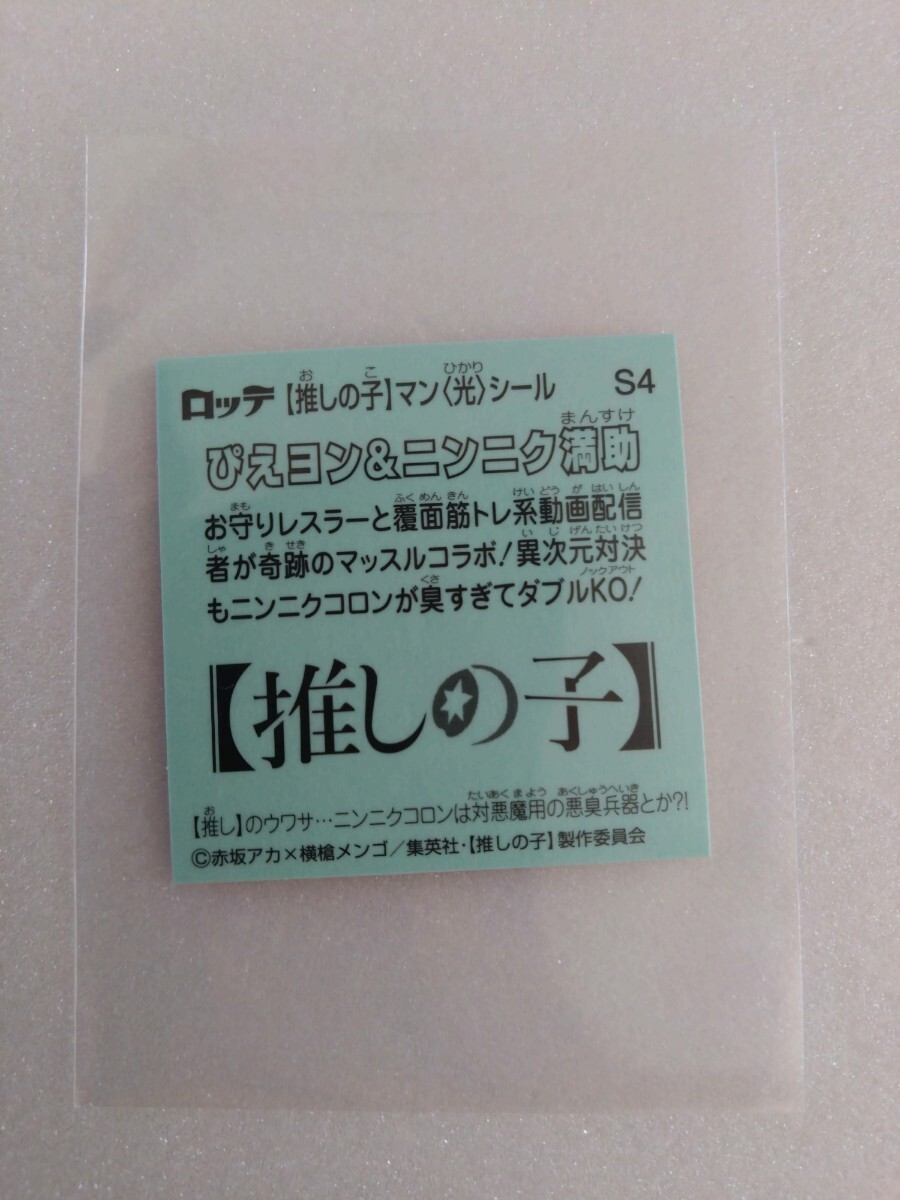 ロッテ 【推しの子】マン〈光〉シール S4
ぴえヨン&ニンニク満助
お守りレスラーと覆面筋トレ系動画配信
者が奇跡のマッスルコラボ!異次元対決
もニンニクコロンが臭すぎてダブルKO!
【推しの子】
【推し】のウワサ…ニンニクコロンは対悪魔用の悪臭兵器とか?!
©赤坂アカ×横槍メンゴ/集英社・【推しの子】製作委員会